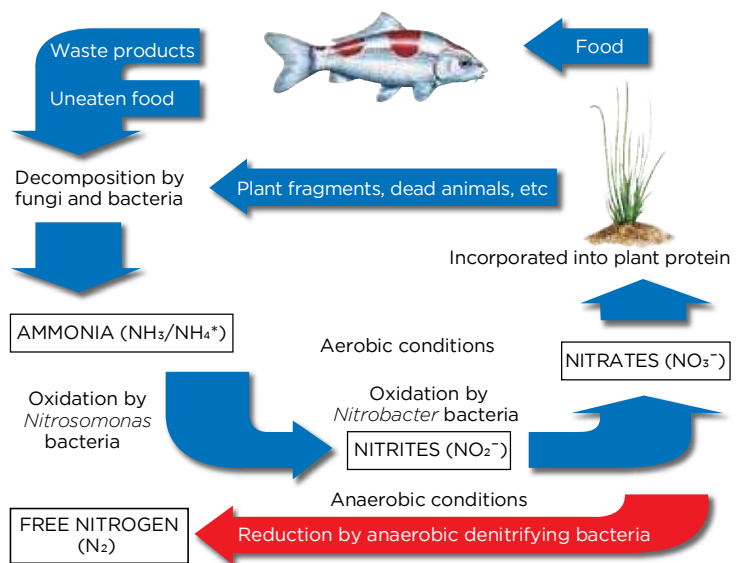 Waste products
Food
Uneaten food
Decomposition by
fungi and bacteria
Plant fragments, dead animals, etc
Incorporated into plant protein
AMMONIA (NH₃/NH₄*)
Aerobic conditions
NITRATES (NO₃⁻)
Oxidation by
Nitrosomonas
bacteria
Oxidation by
Nitrobacter bacteria
NITRITES (NO₂⁻)
Anaerobic conditions
FREE NITROGEN
(N₂)
Reduction by anaerobic denitrifying bacteria